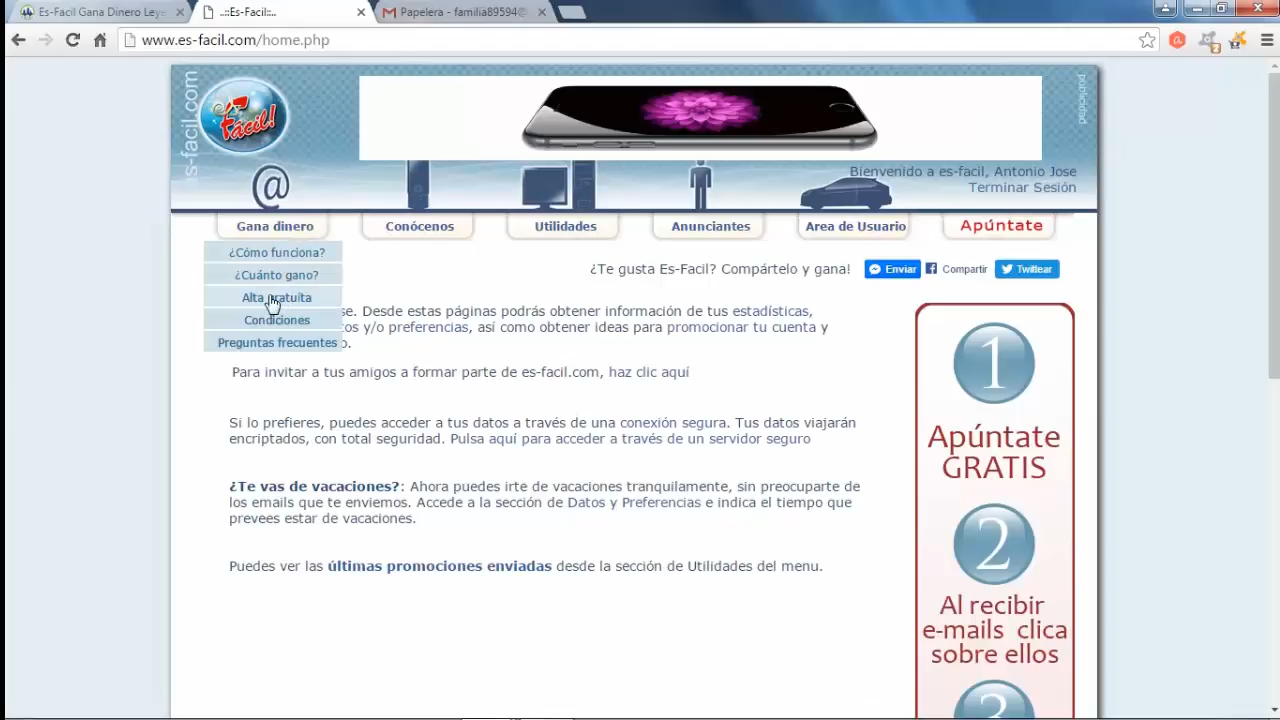 Es-Facil Gana Dinero Leye
..::Es-Facil::..
Papelera - familia89594@
www.es-facil.com/home.php
2
es-facil.com
es Fácil!
publicidad
Bienvenido a es-facil, Antonio Jose
Terminar Sesión
@
Gana dinero
Conócenos
Utilidades
Anunciantes
Area de Usuario
Apúntate
¿Cómo funciona?
¿Cuánto gano?
Alta gratuíta
Condiciones
Preguntas frecuentes
¿Te gusta Es-Facil? Compártelo y gana!
Enviar
Compartir
Twittear
se. Desde estas páginas podrás obtener información de tus estadísticas,
os y/o preferencias, así como obtener ideas para promocionar tu cuenta y
o.
Para invitar a tus amigos a formar parte de es-facil.com, haz clic aquí
Si lo prefieres, puedes acceder a tus datos a través de una conexión segura. Tus datos viajarán
encriptados, con total seguridad. Pulsa aquí para acceder a través de un servidor seguro
¿Te vas de vacaciones?: Ahora puedes irte de vacaciones tranquilamente, sin preocuparte de
los emails que te enviemos. Accede a la sección de Datos y Preferencias e indica el tiempo que
prevees estar de vacaciones.
Puedes ver las últimas promociones enviadas desde la sección de Utilidades del menu.
1
Apúntate
GRATIS
2
Al recibir
e-mails clica
sobre ellos
3